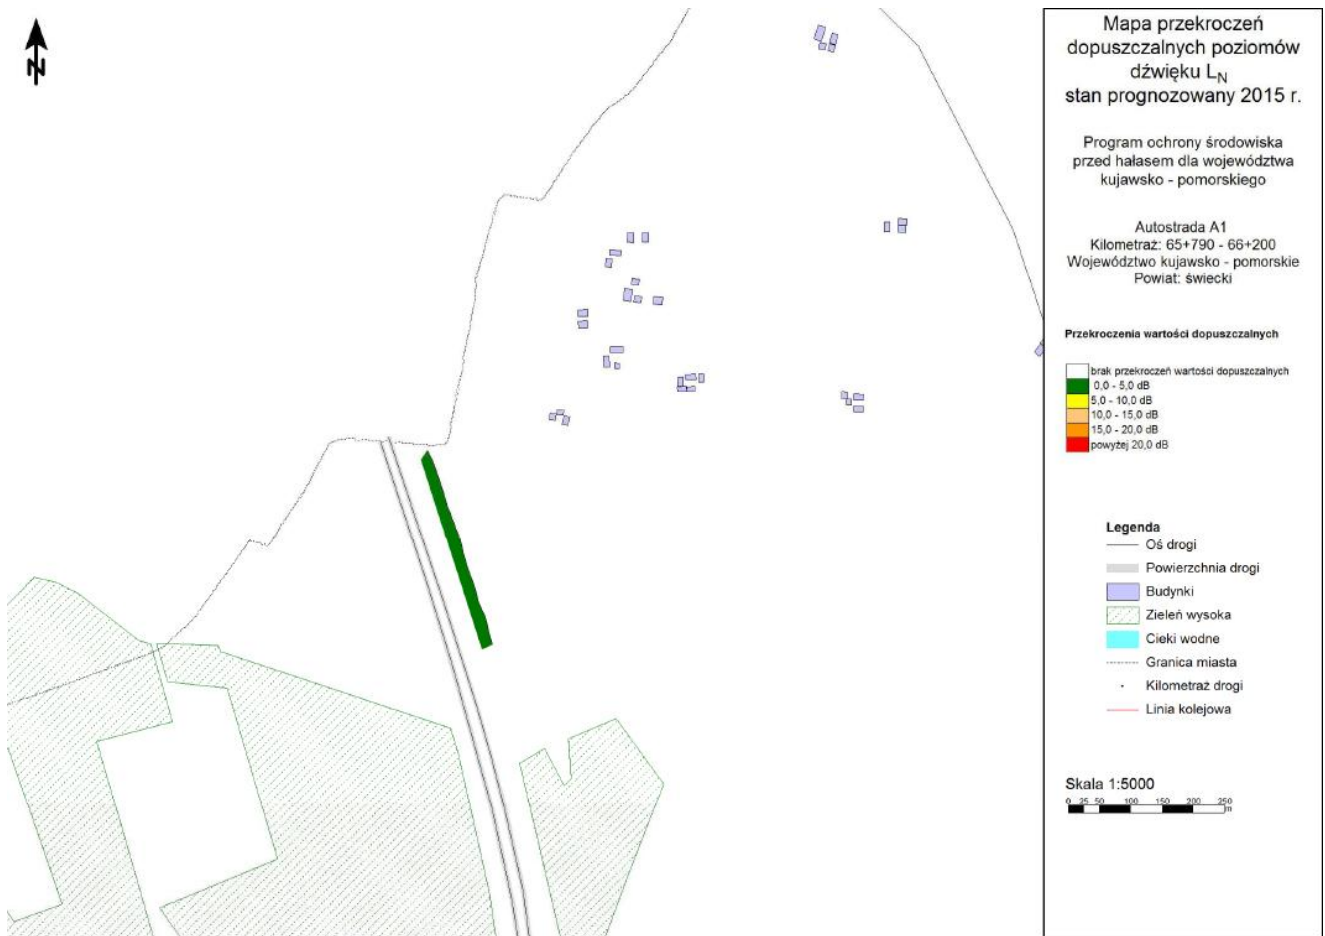 N
Mapa przekroczeń
dopuszczalnych poziomów
dźwięku LN
stan prognozowany 2015 r.
Program ochrony środowiska
przed hałasem dla województwa
kujawsko - pomorskiego
Autostrada A1
Kilometraż: 65+790 - 66+200
Województwo kujawsko - pomorskie
Powiat: świecki
Przekroczenia wartości dopuszczalnych
brak przekroczeń wartości dopuszczalnych
0,0 - 5,0 dB
5,0 - 10,0 dB
10,0 - 15,0 dB
15,0 - 20,0 dB
powyżej 20,0 dB
Legenda
Oś drogi
Powierzchnia drogi
Budynki
Zieleń wysoka
Cieki wodne
Granica miasta
Kilometraż drogi
Linia kolejowa
Skala 1:5000
0 25 50 100 150 200 250
m